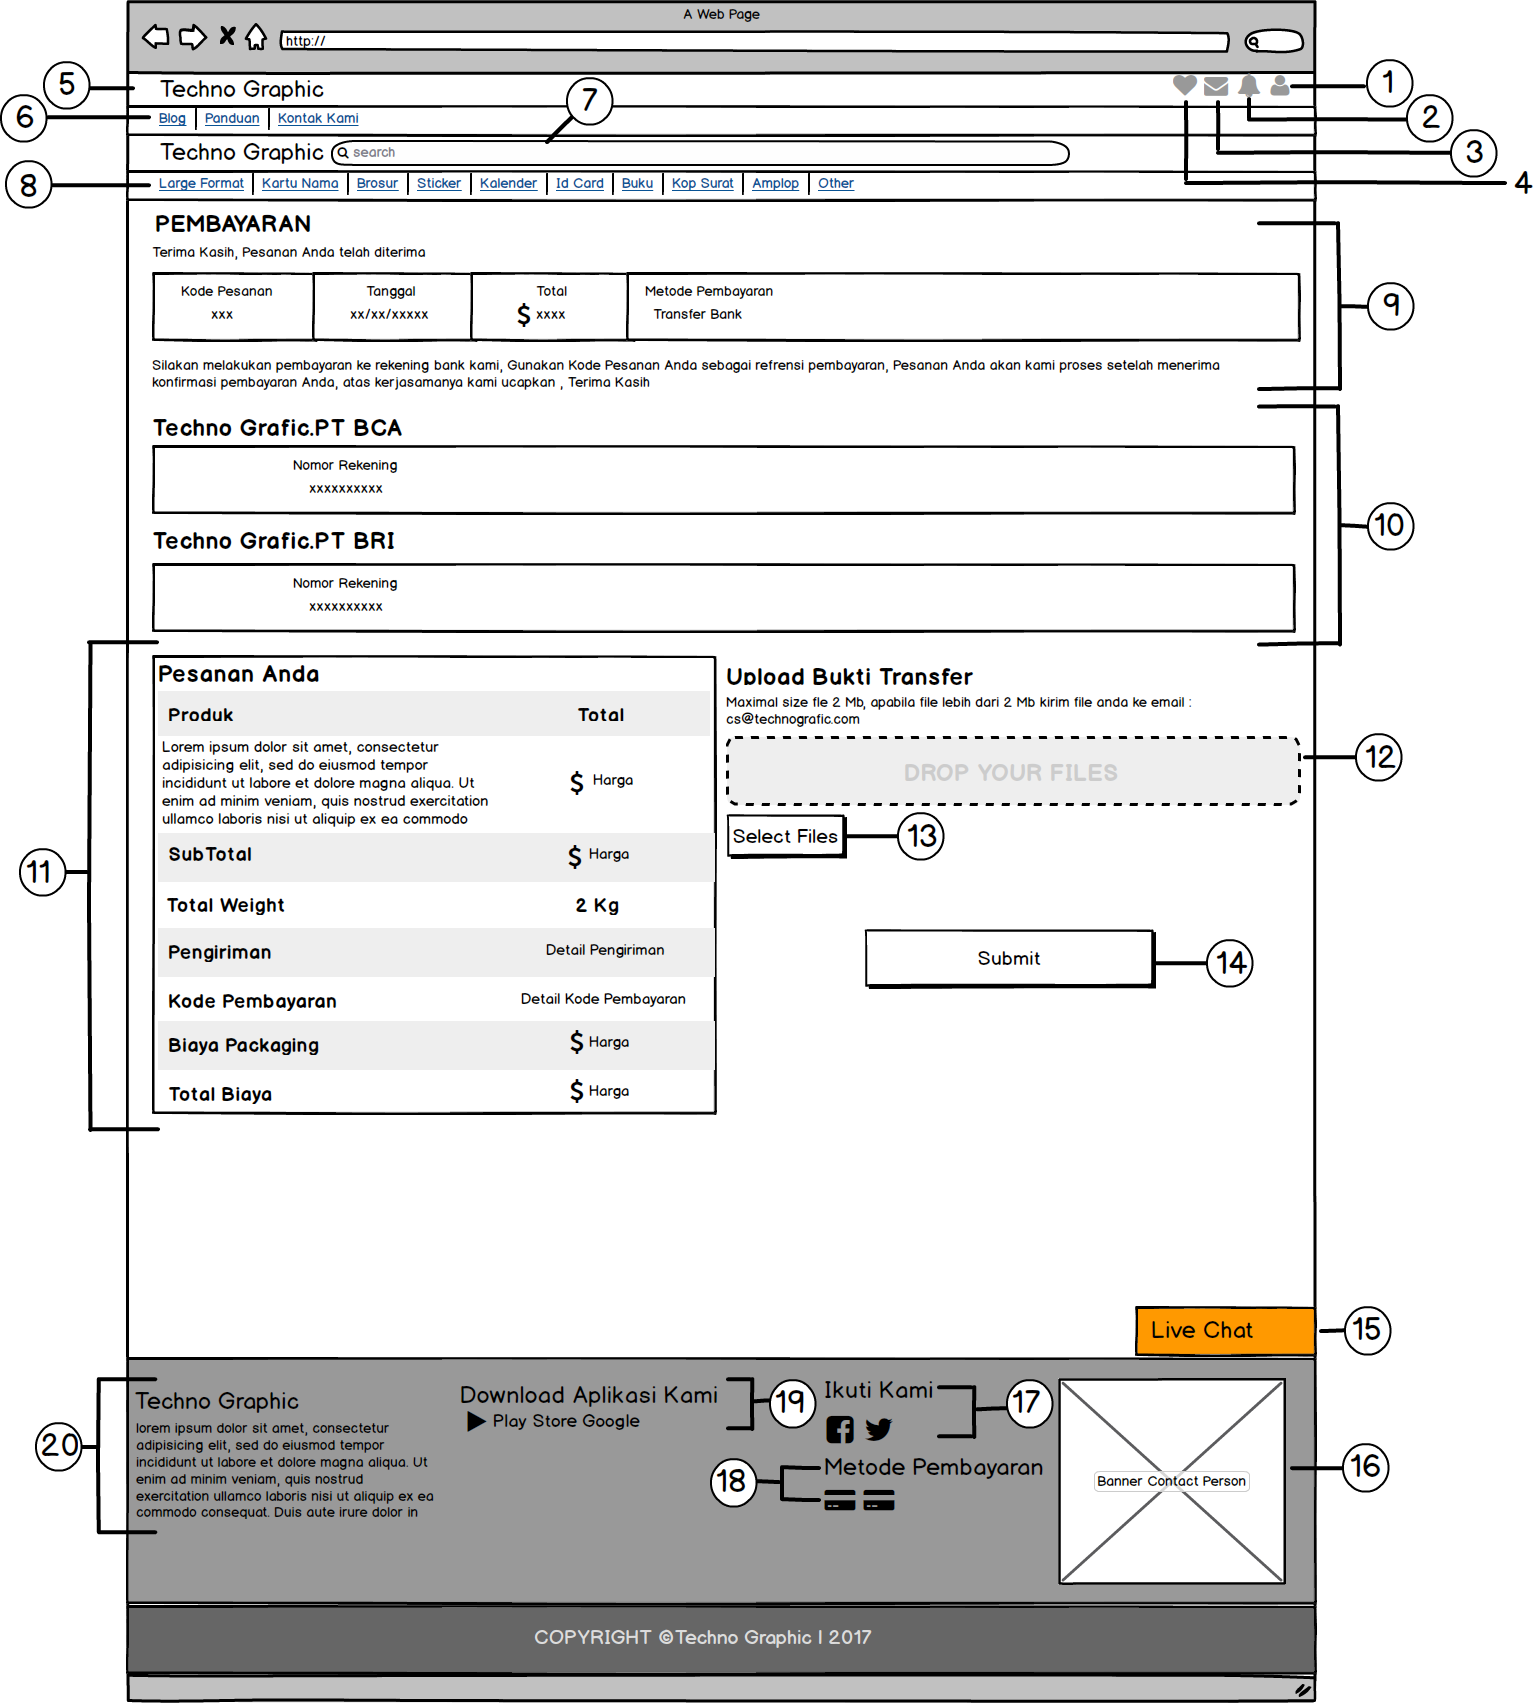 A Web Page
http://
5
Techno Graphic
1
6
Blog
Panduan
Kontak Kami
7
2
Techno Graphic
search
3
8
Large Format
Kartu Nama
Brosur
Sticker
Kalender
Id Card
Buku
Kop Surat
Amplop
Other
4
PEMBAYARAN
Terima Kasih, Pesanan Anda telah diterima
Kode Pesanan
xxx
Tanggal
xx/xx/xxxxx
Total
$ xxxx
Metode Pembayaran
Transfer Bank
9
Silakan melakukan pembayaran ke rekening bank kami, Gunakan Kode Pesanan Anda sebagai refrensi pembayaran, Pesanan Anda akan kami proses setelah menerima
konfirmasi pembayaran Anda, atas kerjasamanya kami ucapkan , Terima Kasih
Techno Grafic.PT BCA
Nomor Rekening
xxxxxxxxxx
10
Techno Grafic.PT BRI
Nomor Rekening
xxxxxxxxxx
11
Pesanan Anda
Produk Total
Lorem ipsum dolor sit amet, consectetur
adipisicing elit, sed do eiusmod tempor
incididunt ut labore et dolore magna aliqua. Ut
enim ad minim veniam, quis nostrud exercitation
ullamco laboris nisi ut aliquip ex ea commodo
$ Harga
SubTotal $ Harga
Total Weight 2 Kg
Pengiriman Detail Pengiriman
Kode Pembayaran Detail Kode Pembayaran
Biaya Packaging $ Harga
Total Biaya $ Harga
Upload Bukti Transfer
Maximal size fle 2 Mb, apabila file lebih dari 2 Mb kirim file anda ke email :
cs@technografic.com
DROP YOUR FILES
12
Select Files
13
Submit
14
Live Chat
15
20
Techno Graphic
lorem ipsum dolor sit amet, consectetur
adipisicing elit, sed do eiusmod tempor
incididunt ut labore et dolore magna aliqua. Ut
enim ad minim veniam, quis nostrud
exercitation ullamco laboris nisi ut aliquip ex ea
commodo consequat. Duis aute irure dolor in
Download Aplikasi Kami
Play Store Google
19
Ikuti Kami
17
18
Metode Pembayaran
Banner Contact Person
16
COPYRIGHT ©Techno Graphic | 2017